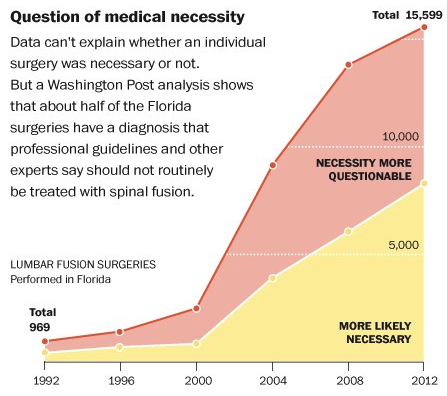 Question of medical necessity
Total 15,599
Data can't explain whether an individual
surgery was necessary or not.
But a Washington Post analysis shows
that about half of the Florida
surgeries have a diagnosis that
professional guidelines and other
experts say should not routinely
be treated with spinal fusion.
10,000
NECESSITY MORE
QUESTIONABLE
5,000
LUMBAR FUSION SURGERIES
Performed in Florida
Total
969
MORE LIKELY
NECESSARY
1992 1996 2000 2004 2008 2012